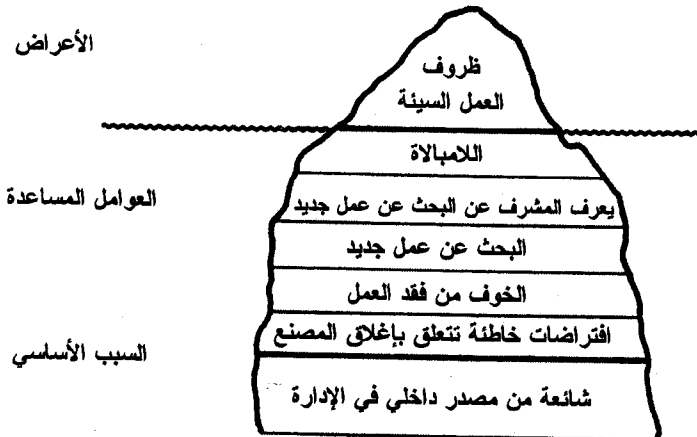 الأعراض
ظروف
العمل السيئة
اللامبالاة
العوامل المساعدة
يعرف المشرف عن البحث عن عمل جديد
البحث عن عمل جديد
الخوف من فقد العمل
افتراضات خاطئة تتعلق بإغلاق المصنع
السبب الأساسي
شائعة من مصدر داخلي في الإدارة